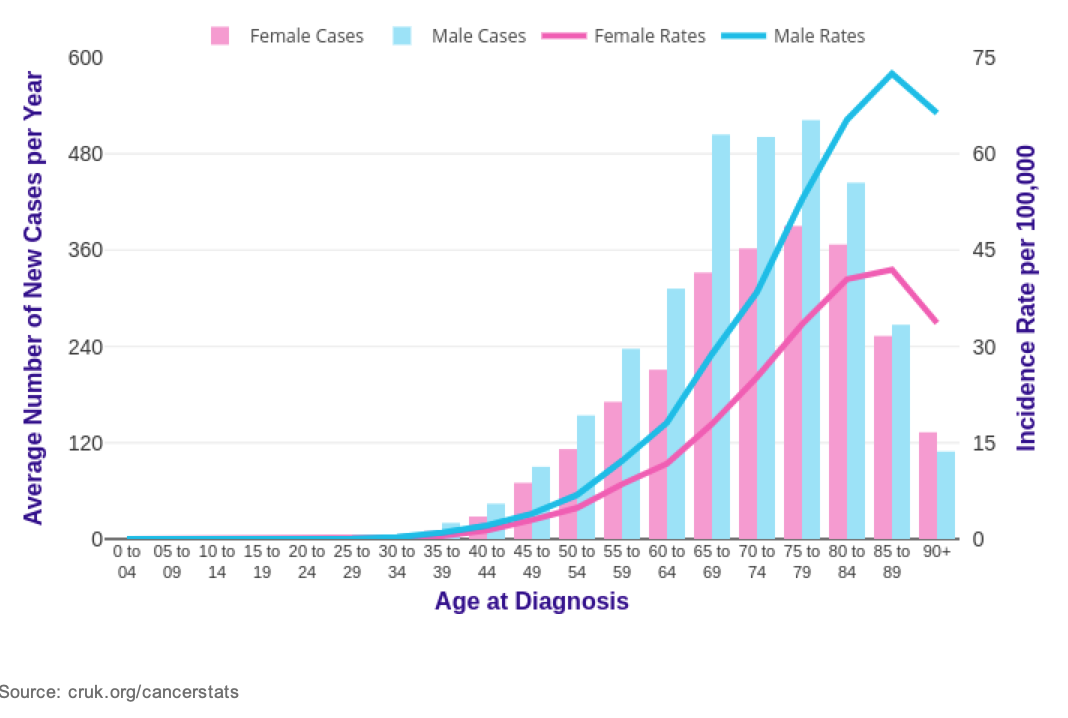 Female Cases Male Cases Female Rates Male Rates
Average Number of New Cases per Year
600
480
360
240
120
0
75
60
45
30
15
0
Incidence Rate per 100,000
0 to 04
05 to 09
10 to 14
15 to 19
20 to 24
25 to 29
30 to 34
35 to 39
40 to 44
45 to 49
50 to 54
55 to 59
60 to 64
65 to 69
70 to 74
75 to 79
80 to 84
85 to 89
90+
Age at Diagnosis
Source: cruk.org/cancerstats